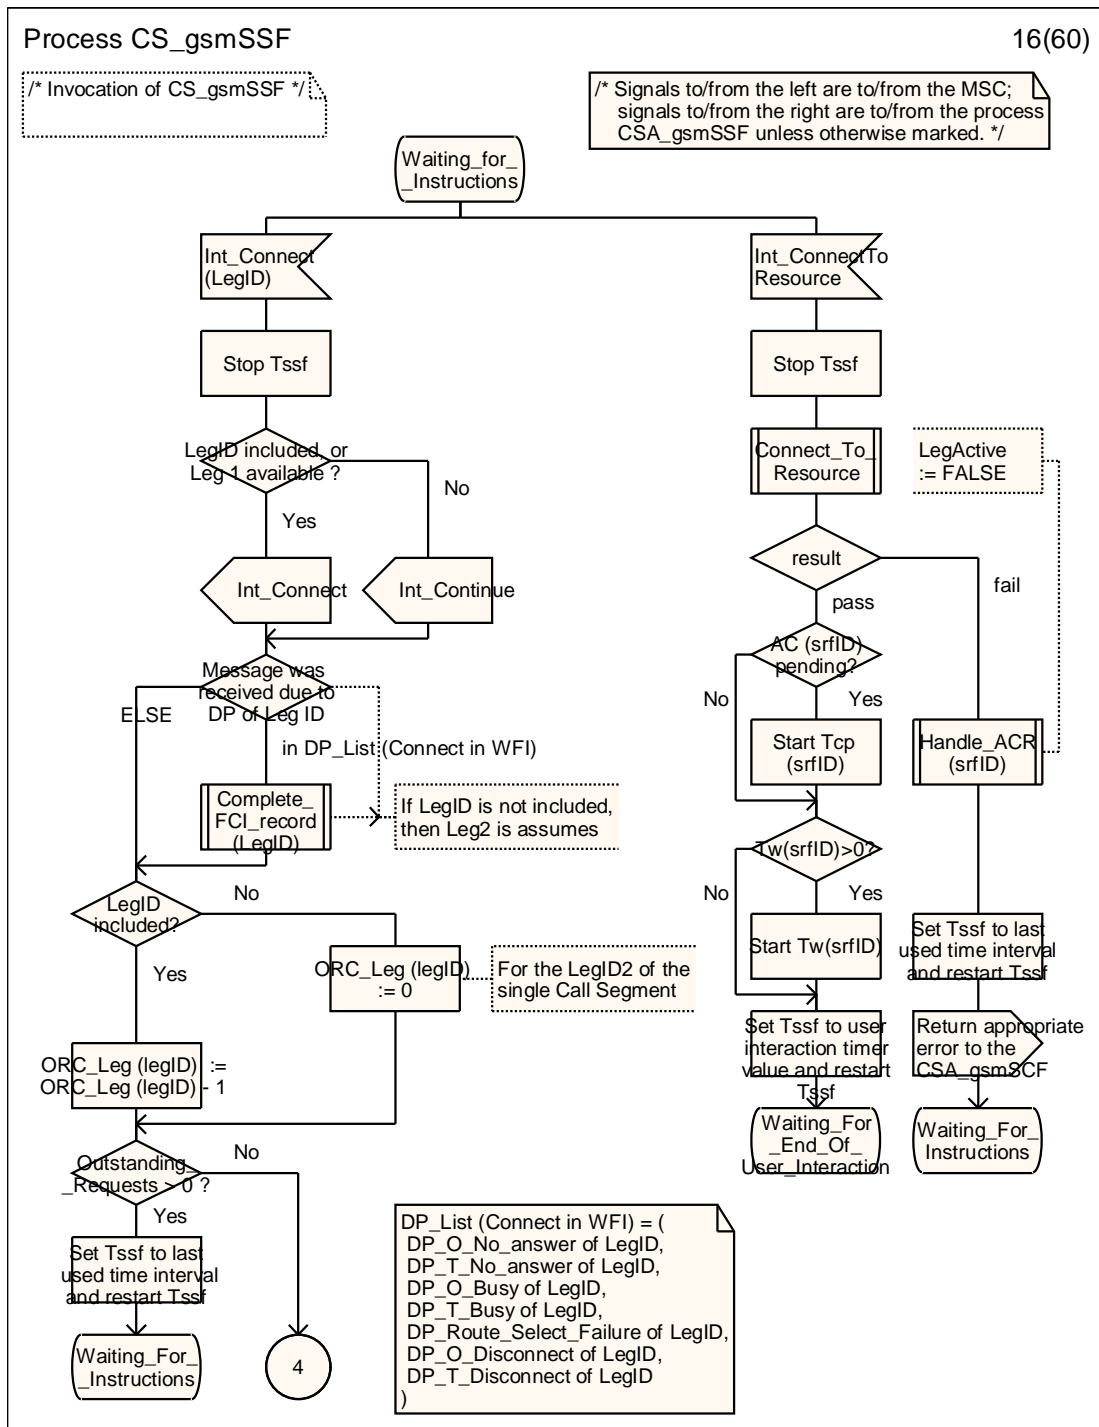 Process CS_gsmSSF
16(60)
/* Invocation of CS_gsmSSF */
/* Signals to/from the left are to/from the MSC;
signals to/from the right are to/from the process
CSA_gsmSSF unless otherwise marked. */
Waiting_for_
_Instructions
Int_Connect
(LegID)
Stop Tssf
LegID included, or
Leg 1 available ?
No
Yes
Int_Connect
Int_Continue
Message was
received due to
DP of Leg ID
ELSE
in DP_List (Connect in WFI)
Complete_
FCI_record
(LegID)
If LegID is not included,
then Leg2 is assumes
LegID
included?
No
Yes
ORC_Leg (legID)
:= 0
For the LegID2 of the
single Call Segment
ORC_Leg (legID) :=
ORC_Leg (legID) - 1
Outstanding_
_Requests > 0 ?
No
Yes
Set Tssf to last
used time interval
and restart Tssf
Waiting_For_
_Instructions
4
Int_ConnectTo
Resource
Stop Tssf
Connect_To_
Resource
LegActive
:= FALSE
result
pass
fail
AC (srfID)
pending?
No
Yes
Start Tcp
(srfID)
Handle_ACR
(srfID)
Tw(srfID)>0?
No
Yes
Start Tw(srfID)
Set Tssf to last
used time interval
and restart Tssf
Set Tssf to user
interaction timer
value and restart
Tssf
Return appropriate
error to the
CSA_gsmSCF
Waiting_For
_End_Of_
User_Interaction
Waiting_For_
Instructions
DP_List (Connect in WFI) = (
DP_O_No_answer of LegID,
DP_T_No_answer of LegID,
DP_O_Busy of LegID,
DP_T_Busy of LegID,
DP_Route_Select_Failure of LegID,
DP_O_Disconnect of LegID,
DP_T_Disconnect of LegID
)